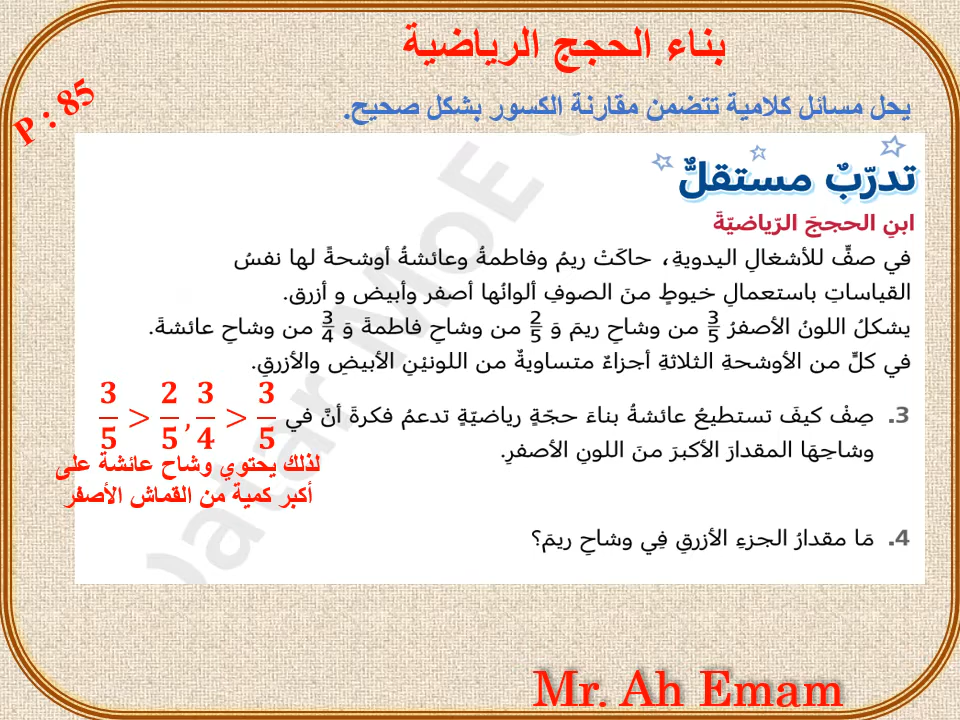 بناء الحجج الرياضية
P : 85
يحل مسائل كلامية تتضمن مقارنة الكسور بشكل صحيح.
تدرّبٌ مستقلٌّ
ابنِ الحججَ الرّياضيّةَ
في صفٍّ للأشغالِ اليدويةِ، حاكَتْ ريمُ وفاطمةُ وعائشةُ أوشحةً لها نفسُ
القياساتِ باستعمالِ خيوطٍ منَ الصوفِ ألوانُها أصفر وأبيض و أزرق.
يشكلُ اللونُ الأصفرُ 3/5 من وشاحِ ريمَ وَ 2/5 من وشاحِ فاطمةَ وَ 3/4 من وشاحِ عائشةَ.
في كلٍّ من الأوشحةِ الثلاثةِ أجزاءٌ متساويةٌ من اللونيْنِ الأبيضِ والأزرقِ.
3. صِفْ كيفَ تستطيعُ عائشةُ بناءَ حجّةٍ رياضيّةٍ تدعمُ فكرةَ أنَّ في
وشاحِهَا المقدارَ الأكبرَ منَ اللونِ الأصفرِ.
3/5 > 2/5 , 3/4 > 3/5
لذلك يحتوي وشاح عائشة على
أكبر كمية من القماش الأصفر
4. مَا مقدارُ الجزءِ الأزرقِ فِي وشاحِ ريمَ؟
Qatar MOE
Mr. Ah Emam